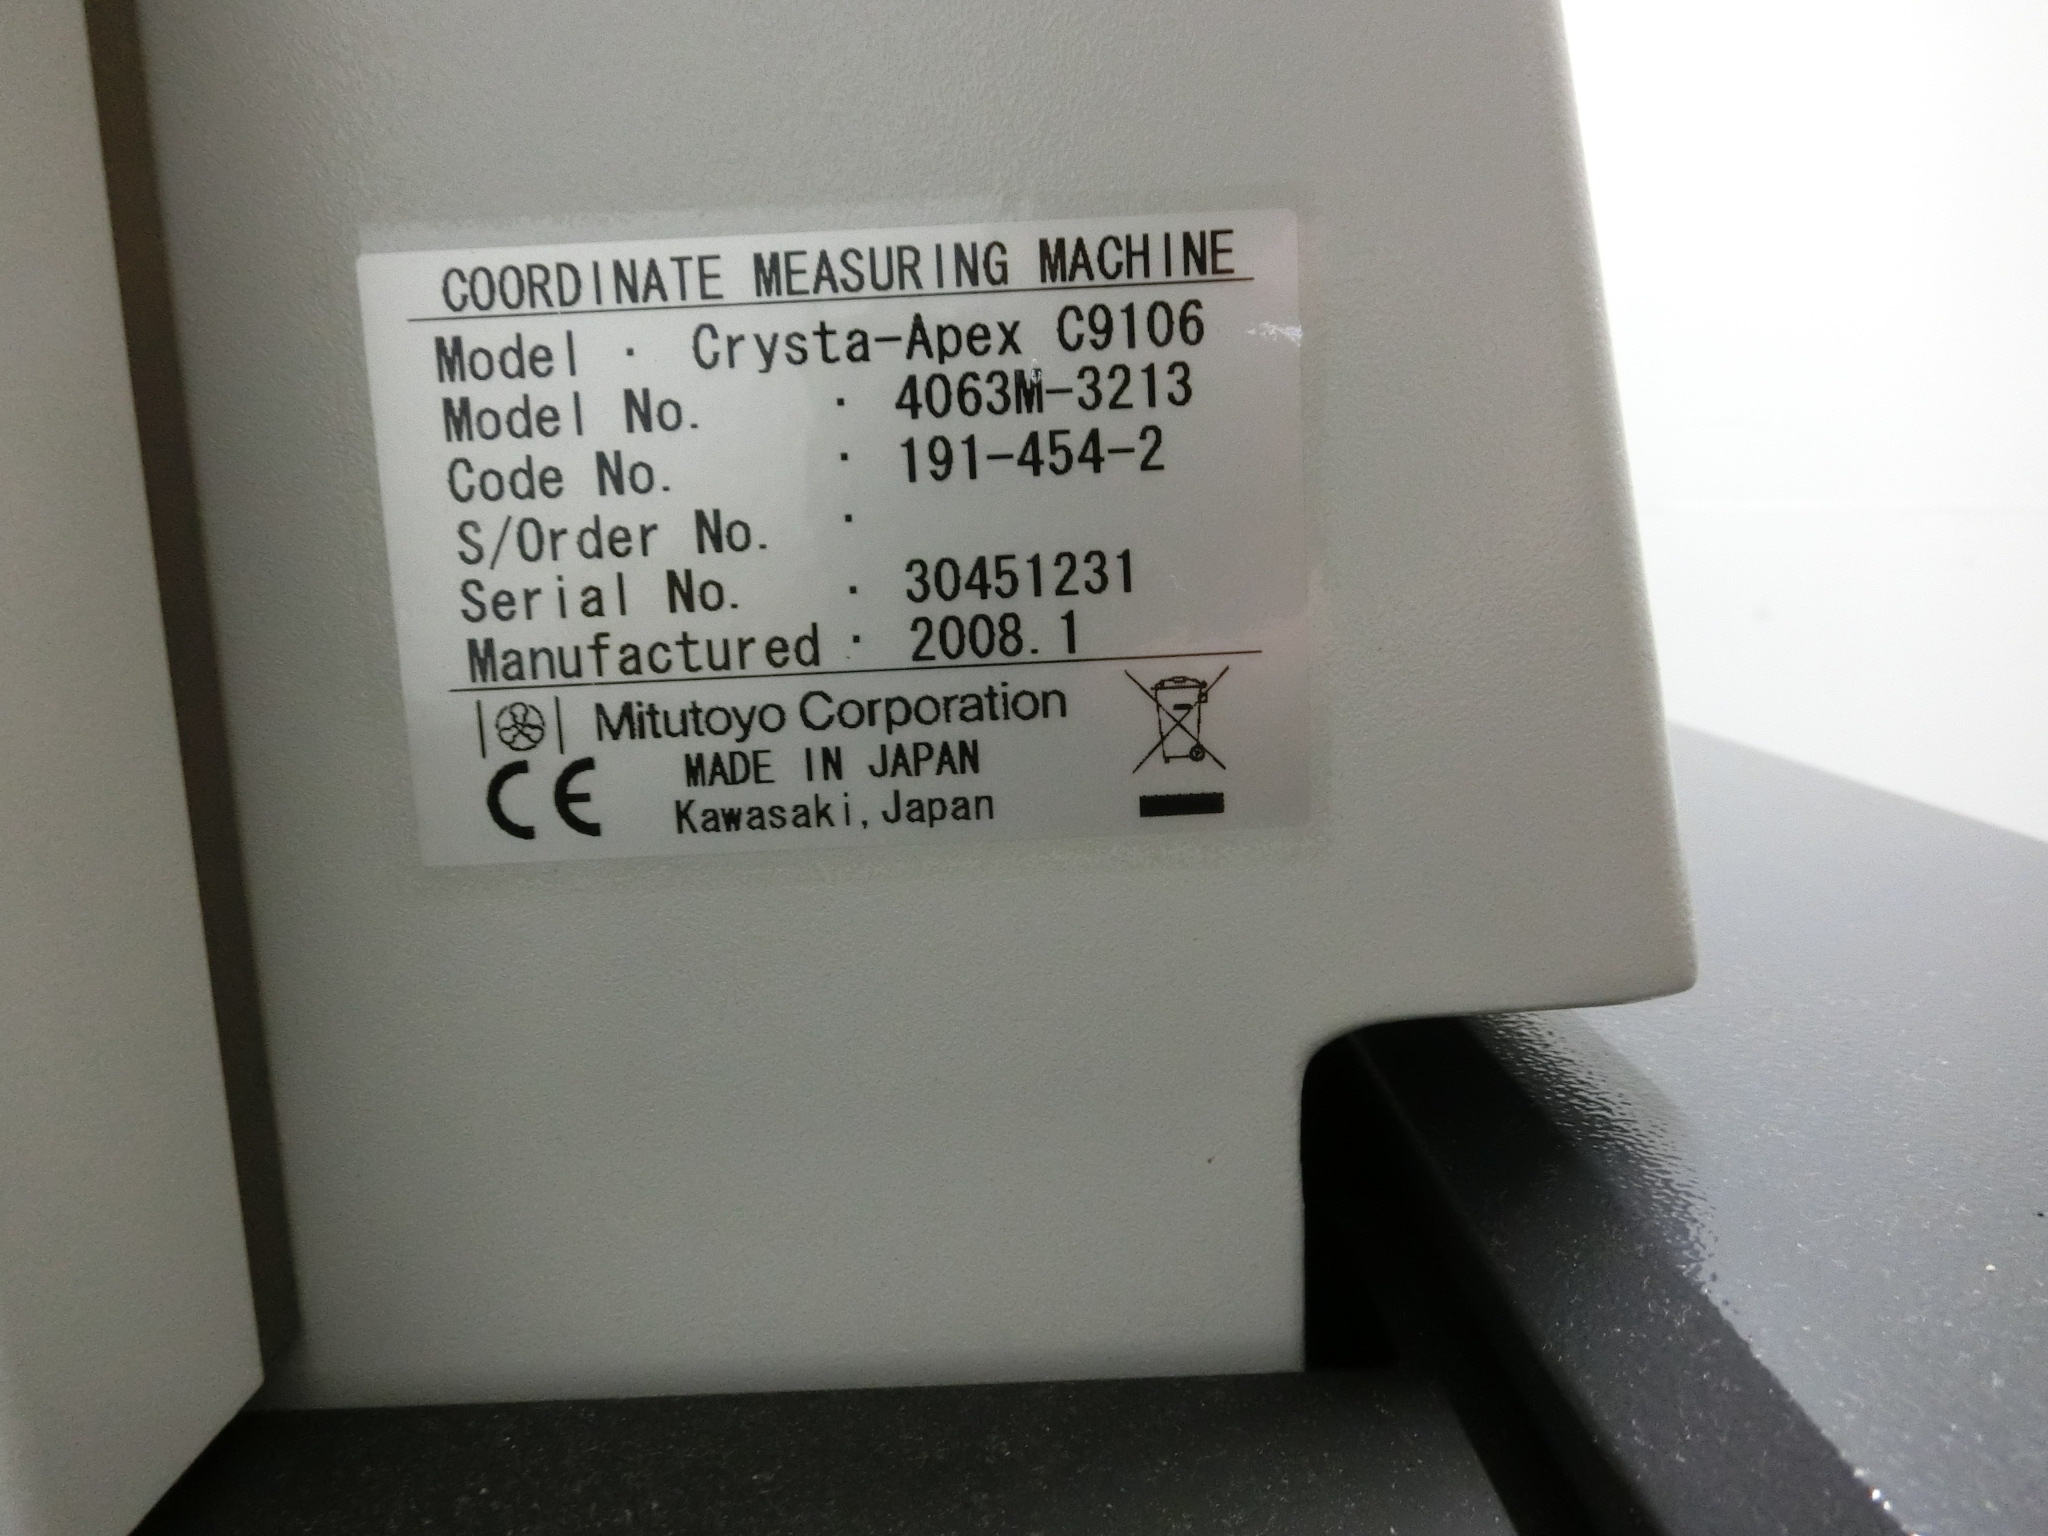 COORDINATE MEASURING MACHINE
Model · Crysta-Apex C9106
Model No. · 4063M-3213
Code No. · 191-454-2
S/Order No. ·
Serial No. · 30451231
Manufactured · 2008.1
Mitutoyo Corporation
CE MADE IN JAPAN
Kawasaki, Japan